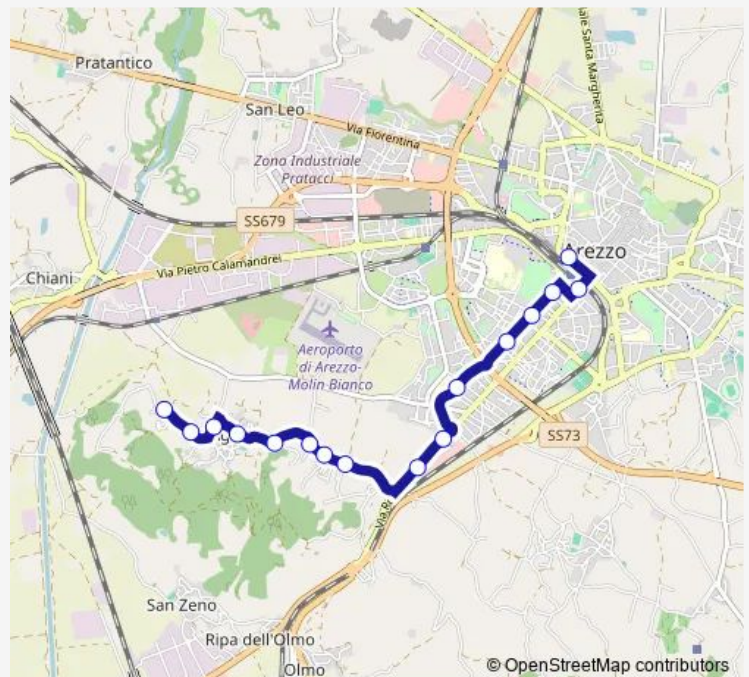 Pratantico
San Leo
Via Fiorentina
Zona Industriale
Pratacci
SS679
Arezzo
Chiani
Via Pietro Calamandrei
Aeroporto
di Arezzo-
Molin Bianco
SS73
San Zeno
Ripa dell'Olmo
Olmo
© OpenStreetMap contributors